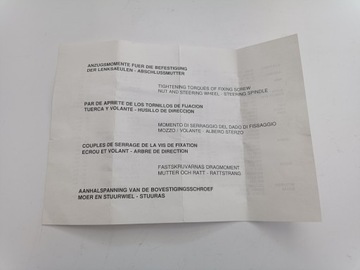 ANZUGSMOMENTE FUER DIE BEFESTIGUNG
DER LENKSAEULEN - ABSCHLUSSMUTTER
TIGHTENING TORQUES OF FIXING SCREW
NUT AND STEERING WHEEL - STEERING SPINDLE
PAR DE APRIETE DE LOS TORNILLOS DE FIJACION
TUERCA Y VOLANTE - HUSILLO DE DIRECCION
MOMENTO DI SERRAGGIO DEL DADO DI FISSAGGIO
MOZZO / VOLANTE - ALBERO STERZO
COUPLES DE SERRAGE DE LA VIS DE FIXATION
ECROU ET VOLANT - ARBRE DE DIRECTION
FASTSKRUVARNAS DRAGMOMENT
MUTTER OCH RATT - RATTSTRANG
AANHALSPANNING VAN DE BOVESTIGINGSSCHROEF
MOER EN STUURWIEL - STUURAS